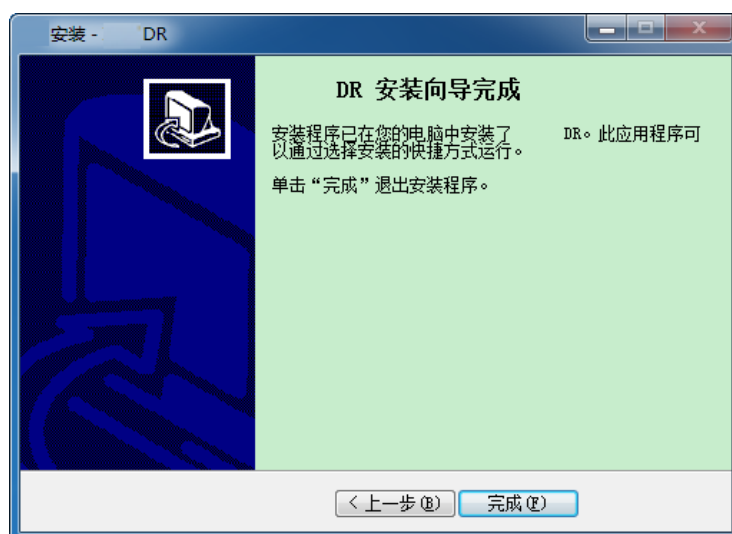 安装 - DR
DR 安装向导完成
安装程序已在您的电脑中安装了 DR。此应用程序可
以通过选择安装的快捷方式运行。
单击“完成”退出安装程序。
< 上一步(B) 完成(F)